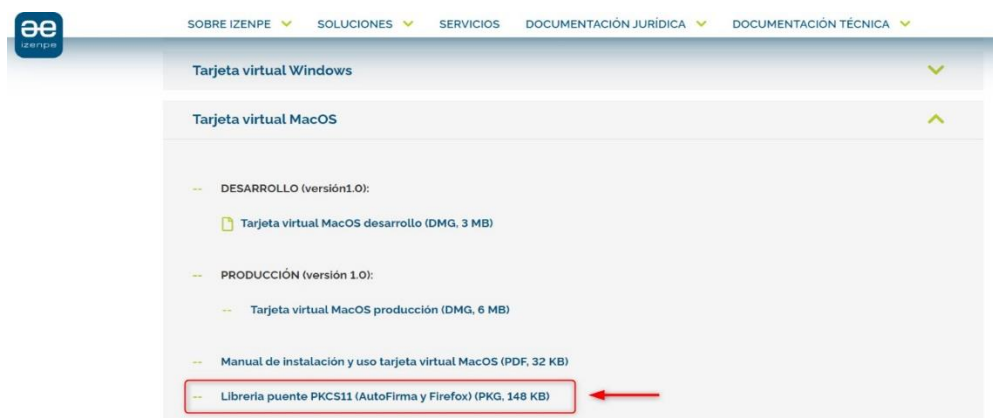 SOBRE IZENPE SOLUCIONES SERVICIOS DOCUMENTACIÓN JURÍDICA DOCUMENTACIÓN TÉCNICA
izenpe
Tarjeta virtual Windows
Tarjeta virtual MacOS
-- DESARROLLO (versión1.0):
Tarjeta virtual MacOS desarrollo (DMG, 3 MB)
-- PRODUCCIÓN (versión 1.0):
-- Tarjeta virtual MacOS producción (DMG, 6 MB)
-- Manual de instalación y uso tarjeta virtual MacOS (PDF, 32 KB)
-- Libreria puente PKCS11 (AutoFirma y Firefox) (PKG, 148 KB)